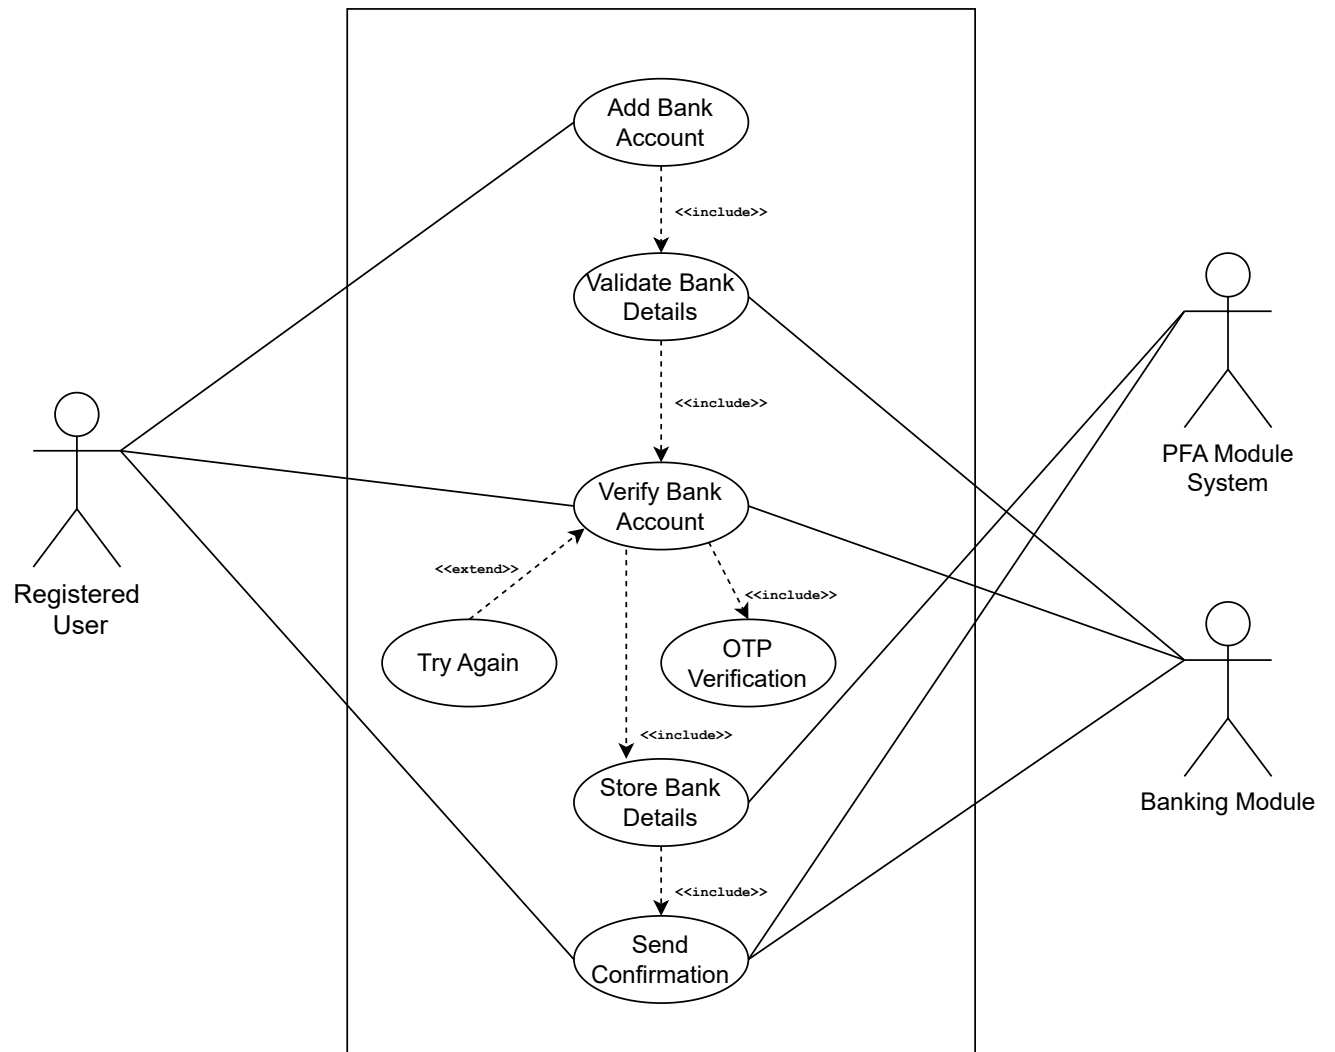 Add Bank
Account
<<include>>
Validate Bank
Details
<<include>>
Verify Bank
Account
<<extend>>
<<include>>
Try Again
OTP
Verification
<<include>>
Store Bank
Details
<<include>>
Send
Confirmation
Registered
User
PFA Module
System
Banking Module